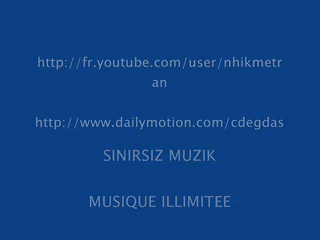 http://fr.youtube.com/user/nhikmetr
an
http://www.dailymotion.com/cdegdas
SINIRSIZ MUZIK
MUSIQUE ILLIMITEE